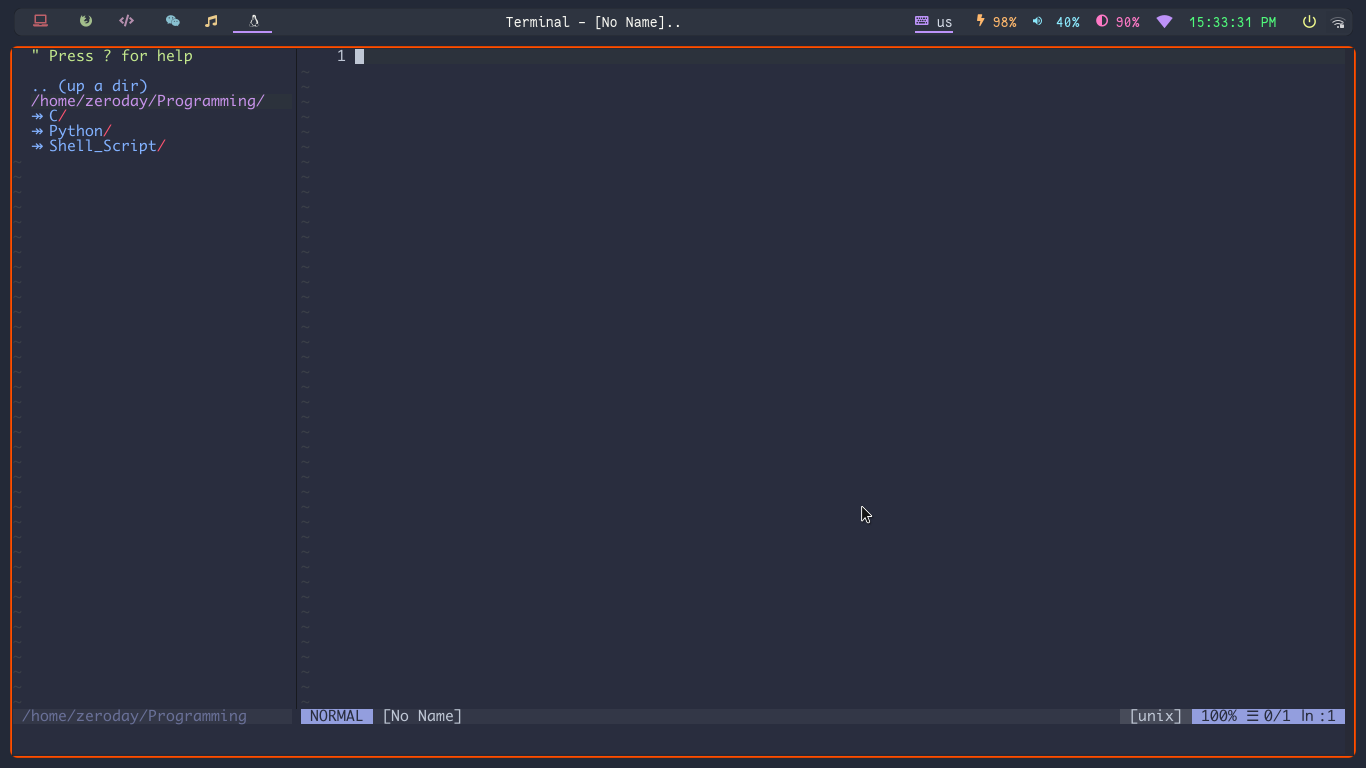 Terminal - [No Name]..
us 98% 40% 90% 15:33:31 PM
" Press ? for help
1
.. (up a dir)
/home/zeroday/Programming/
C/
Python/
Shell_Script/
/home/zeroday/Programming
NORMAL [No Name]
[unix] 100% ☰ 0/1 ln :1